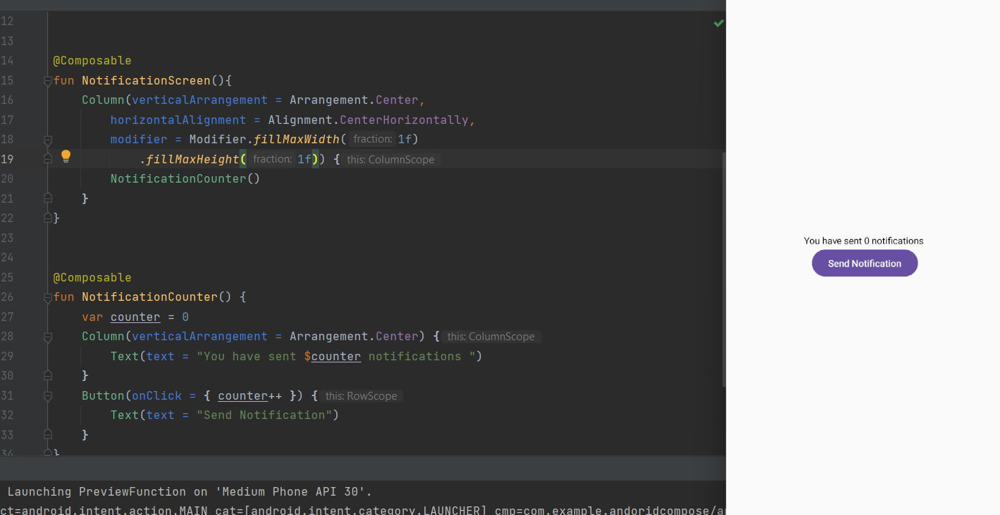 12
13
14 @Composable
15 fun NotificationScreen(){
16 Column(verticalArrangement = Arrangement.Center,
17 horizontalAlignment = Alignment.CenterHorizontally,
18 modifier = Modifier.fillMaxWidth( fraction: 1f)
19 .fillMaxHeight( fraction: 1f)) { this: ColumnScope
20 NotificationCounter()
21 }
22 }
23
24
25 @Composable
26 fun NotificationCounter() {
27 var counter = 0
28 Column(verticalArrangement = Arrangement.Center) { this: ColumnScope
29 Text(text = "You have sent $counter notifications ")
30 }
31 Button(onClick = { counter++ }) { this: RowScope
32 Text(text = "Send Notification")
33 }
34 }
Launching PreviewFunction on 'Medium Phone API 30'.
ct=android.intent.action.MAIN cat=[android.intent.category.LAUNCHER] cmp=com.example.andoridcompose/a
You have sent 0 notifications
Send Notification